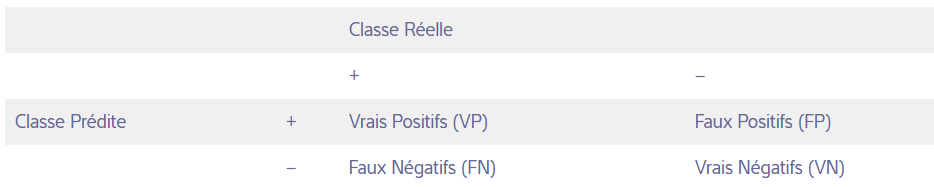 Classe Réelle
+ –
Classe Prédite + Vrais Positifs (VP) Faux Positifs (FP)
– Faux Négatifs (FN) Vrais Négatifs (VN)